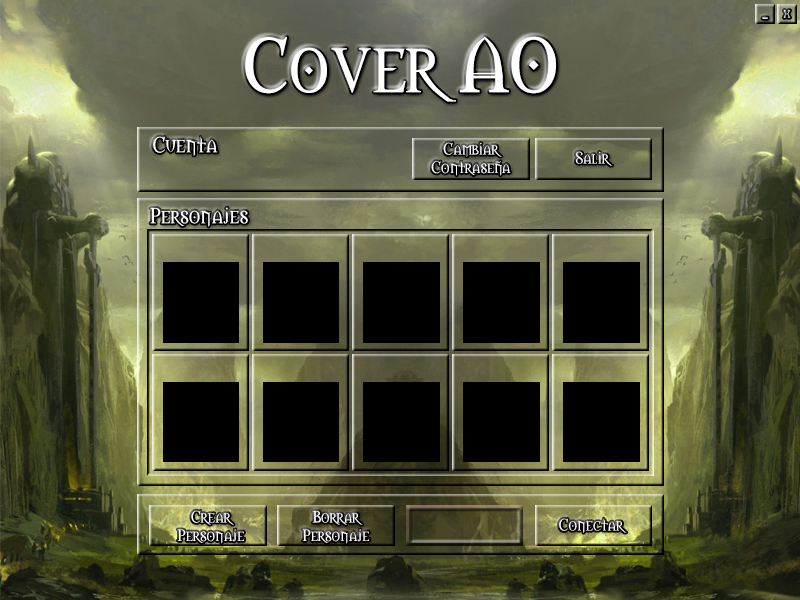 Cover AO
Cuenta
Cambiar
Contraseña
Salir
Personajes
Crear
Personaje
Borrar
Personaje
Conectar